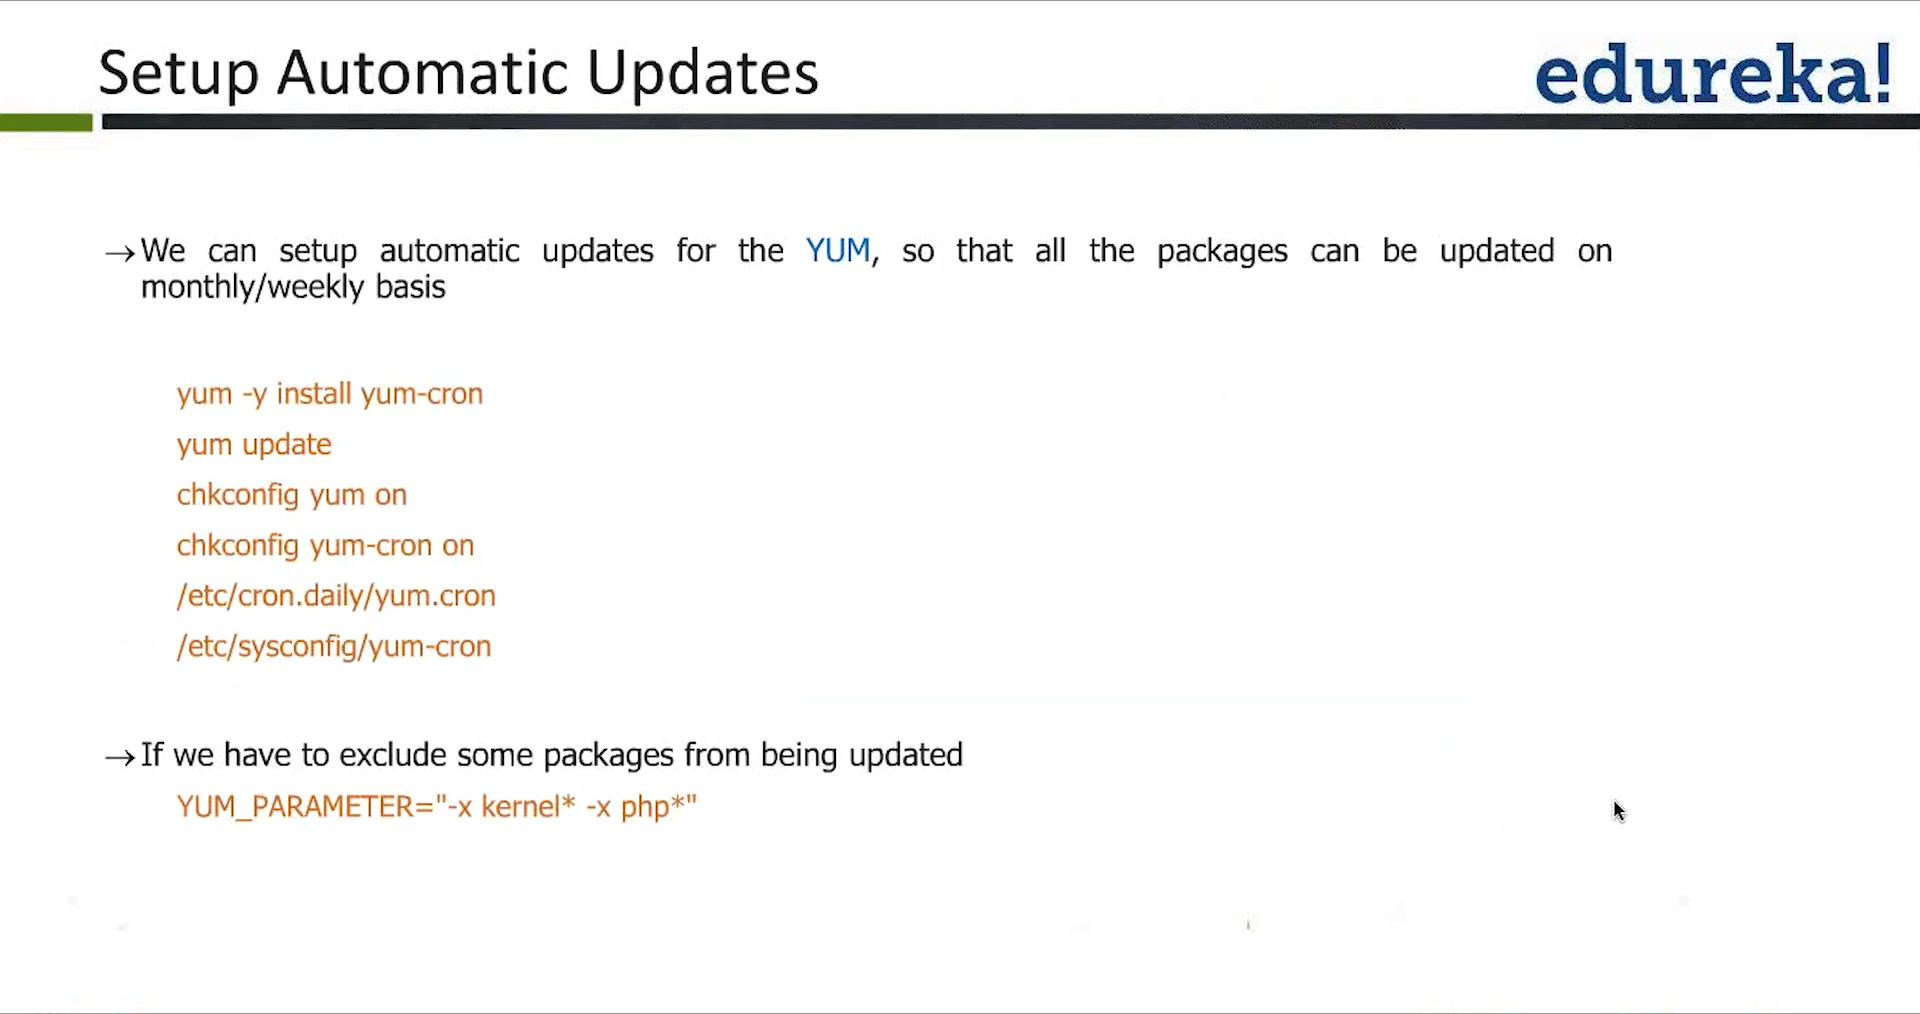 Setup Automatic Updates
edureka!
→We can setup automatic updates for the YUM, so that all the packages can be updated on
monthly/weekly basis
yum -y install yum-cron
yum update
chkconfig yum on
chkconfig yum-cron on
/etc/cron.daily/yum.cron
/etc/sysconfig/yum-cron
→If we have to exclude some packages from being updated
YUM_PARAMETER="-x kernel* -x php*"